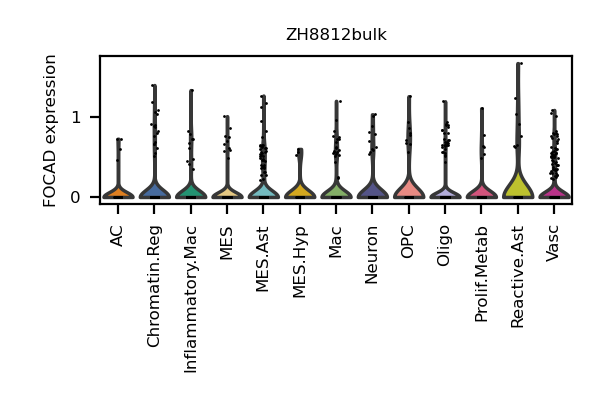 ZH8812bulk
FOCAD expression
1
0
AC
Chromatin.Reg
Inflammatory.Mac
MES
MES.Ast
MES.Hyp
Mac
Neuron
OPC
Oligo
Prolif.Metab
Reactive.Ast
Vasc